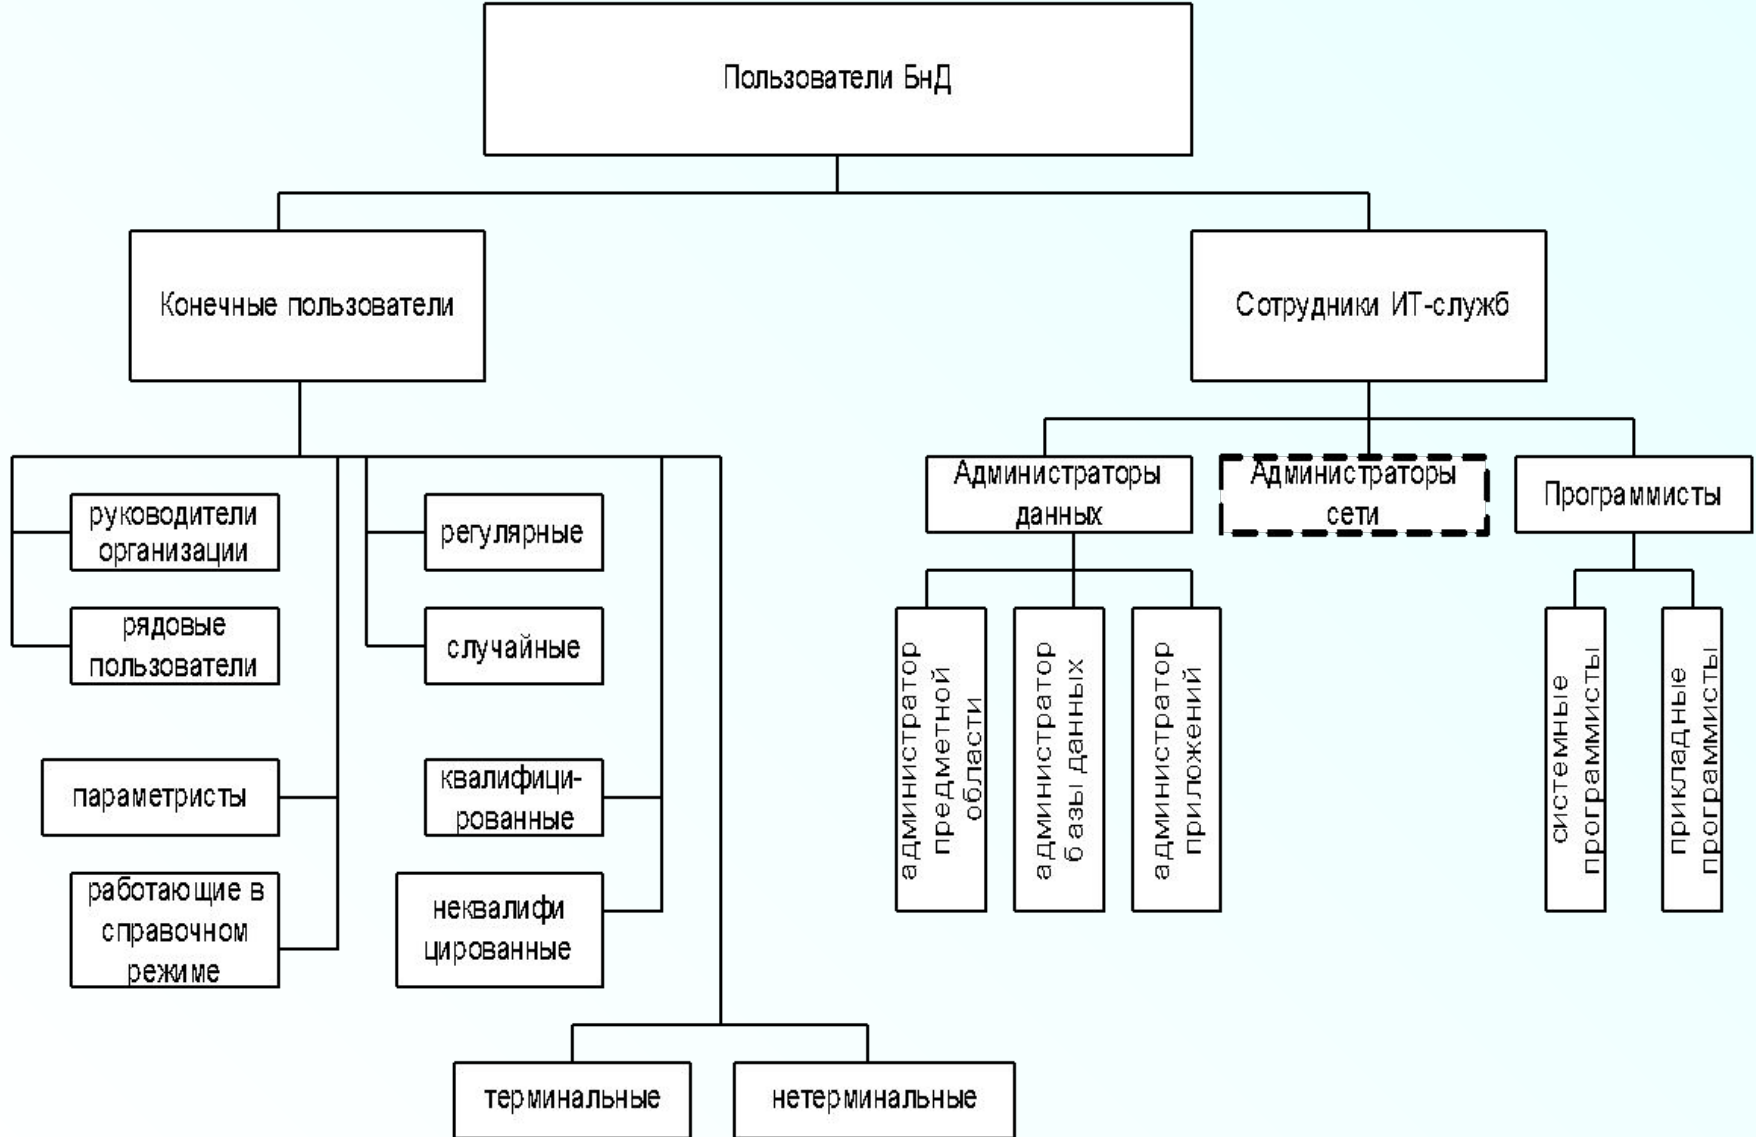 Пользователи БнД
Конечные пользователи
Сотрудники ИТ-служб
руководители
организации
рядовые
пользователи
параметристы
работающие в
справочном
режиме
регулярные
случайные
квалифици-
рованные
неквалифи
цированные
терминальные
нетерминальные
Администраторы
данных
Администраторы
сети
Программисты
администратор
предметной
области
администратор
базы данных
администратор
приложений
системные
программисты
прикладные
программисты